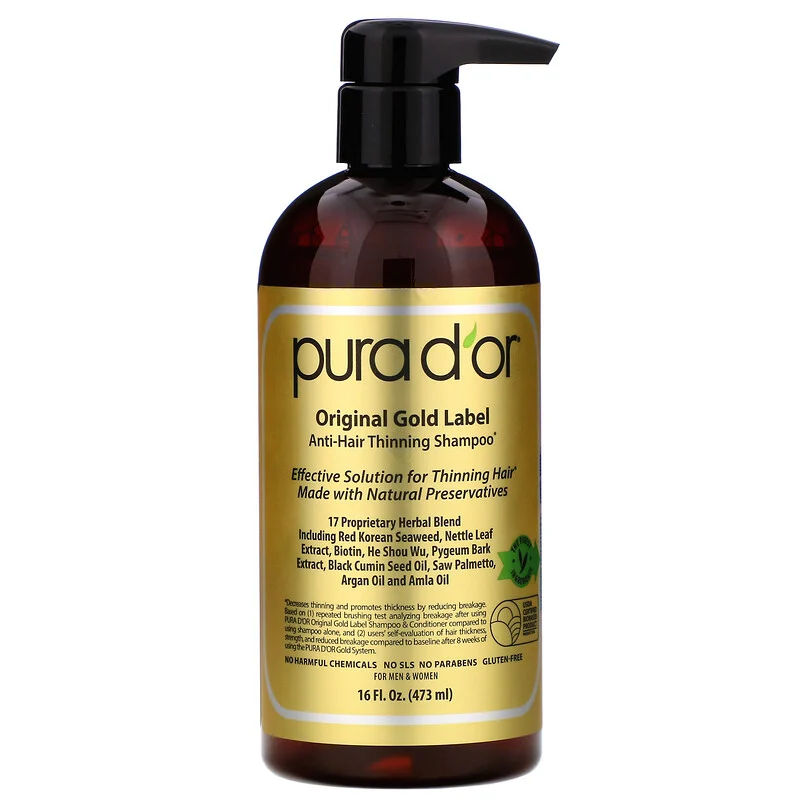 pura d'or®
Original Gold Label
Anti-Hair Thinning Shampoo*
Effective Solution for Thinning Hair*
Made with Natural Preservatives
17 Proprietary Herbal Blend
Including Red Korean Seaweed, Nettle Leaf
Extract, Biotin, He Shou Wu, Pygeum Bark
Extract, Black Cumin Seed Oil, Saw Palmetto,
Argan Oil and Amla Oil
*Decreases thinning and promotes thickness by reducing breakage.
Based on (1) repeated brushing test analyzing breakage after using
PURA D'OR Original Gold Label Shampoo & Conditioner compared to
using shampoo alone, and (2) users' self-evaluation of hair thickness,
strength, and reduced breakage compared to baseline after 8 weeks of
using the PURA D'OR Gold System.
USDA
CERTIFIED
BIOBASED
PRODUCT
NO HARMFUL CHEMICALS NO SLS NO PARABENS GLUTEN-FREE
FOR MEN & WOMEN
16 Fl. Oz. (473 ml)